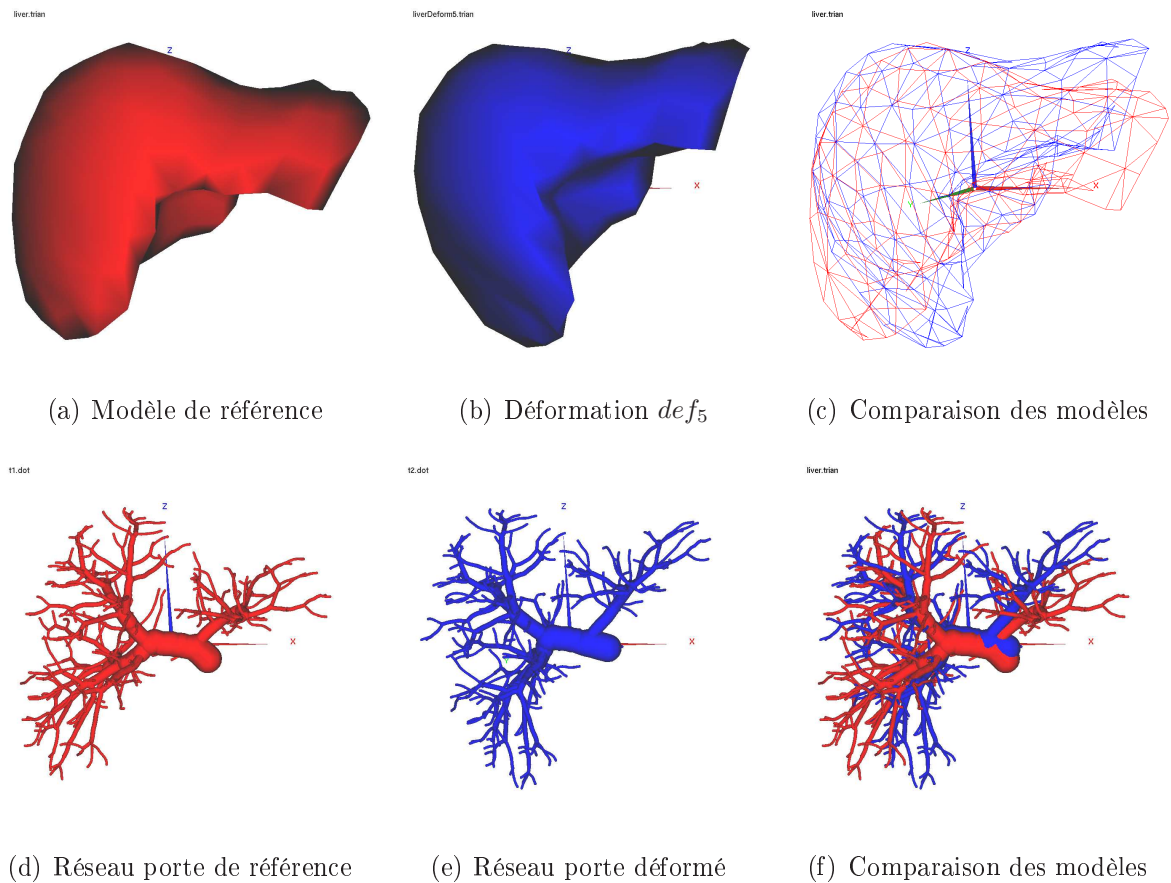 liver.trian
liverDeform5.trian
liver.trian
Z
Z
Z
X
X
Y
(a) Modèle de référence
(b) Déformation def₅
(c) Comparaison des modèles
t1.dot
t2.dot
liver.trian
Z
Z
Z
X
X
X
Y
(d) Réseau porte de référence
(e) Réseau porte déformé
(f) Comparaison des modèles